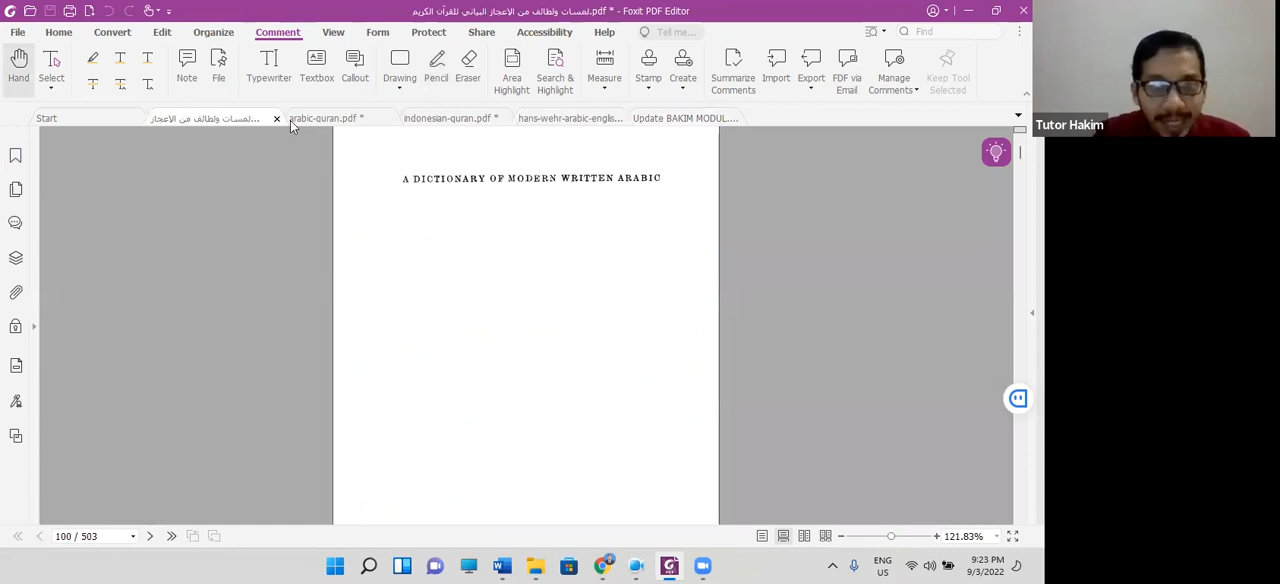 لمسات ولطائف من الاعجاز البياني للقرآن الكريم.pdf * - Foxit PDF Editor
File Home Convert Edit Organize Comment View Form Protect Share Accessibility Help Tell me... Find
Hand Select Note File Typewriter Textbox Callout Drawing Pencil Eraser Area Highlight Search & Highlight Measure Stamp Create Summarize Comments Import Export FDF via Email Manage Comments Keep Tool Selected
Start لمسات ولطائف من الاعجاز... arabic-quran.pdf * indonesian-quran.pdf * hans-wehr-arabic-englis... Update BAKIM MODUL....
Tutor Hakim
A DICTIONARY OF MODERN WRITTEN ARABIC
100 / 503 121.83%
ENG US 9:23 PM 9/3/2022